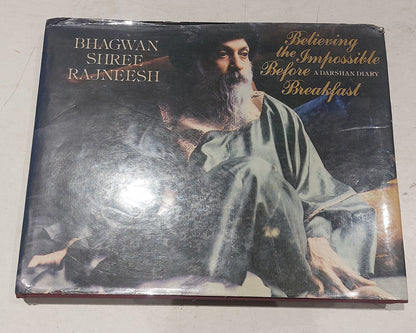 BHAGWAN
SHREE
RAJNEESH
Believing
the Impossible
Before A DARSHAN DIARY
Breakfast